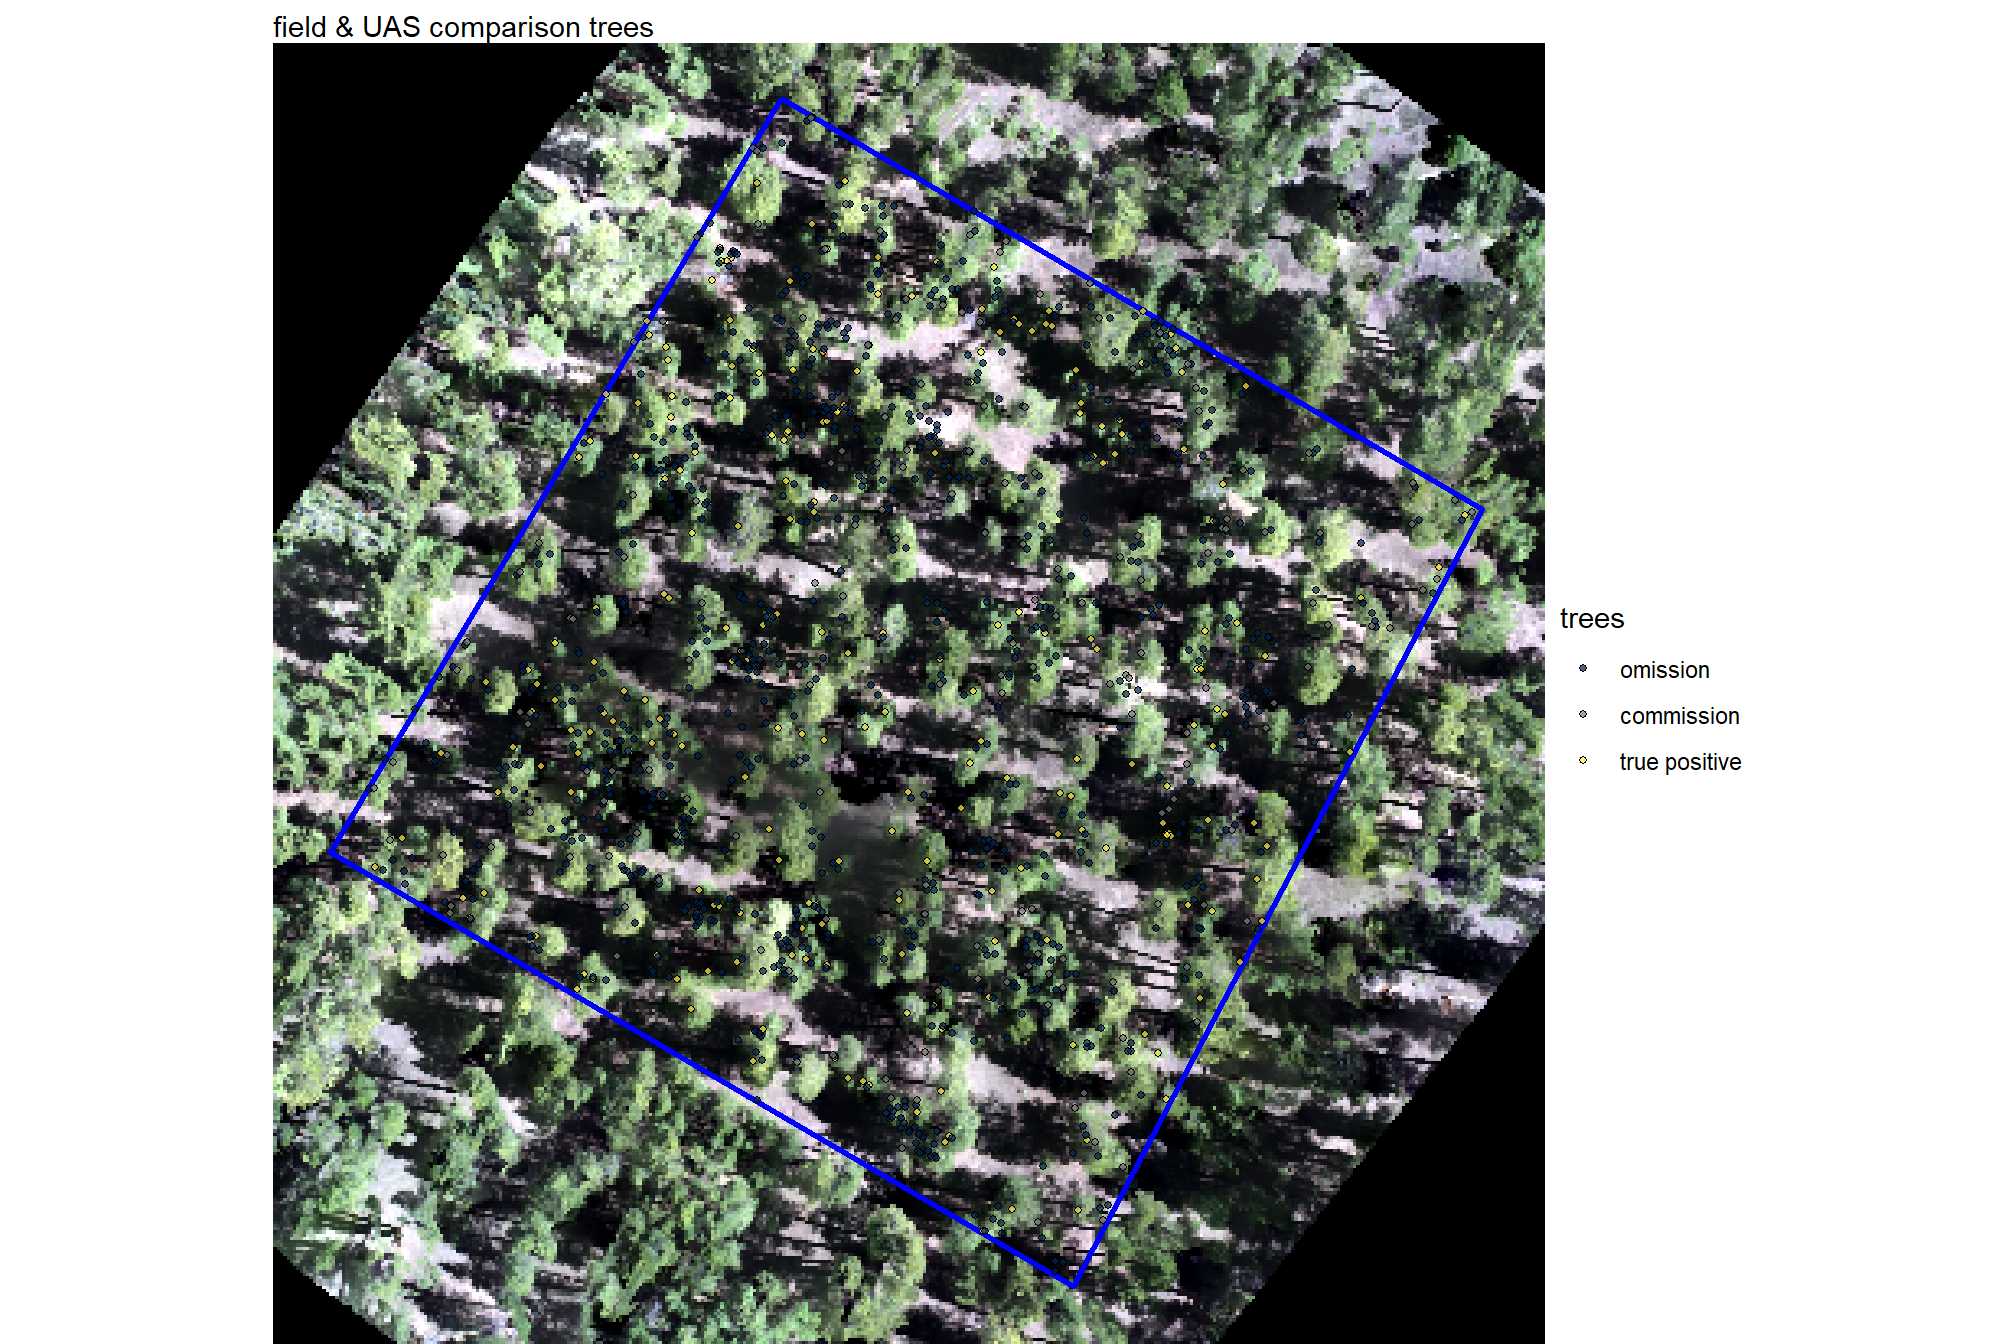 field & UAS comparison trees
trees
omission
commission
true positive